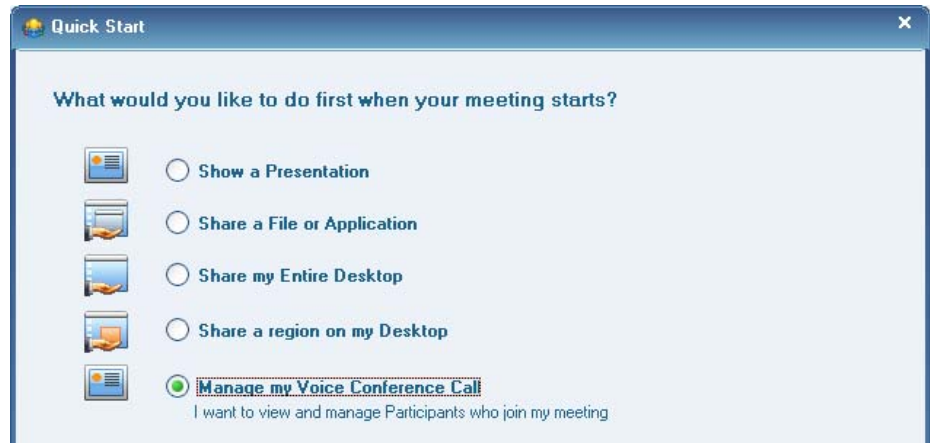 Quick Start
What would you like to do first when your meeting starts?
Show a Presentation
Share a File or Application
Share my Entire Desktop
Share a region on my Desktop
Manage my Voice Conference Call
I want to view and manage Participants who join my meeting